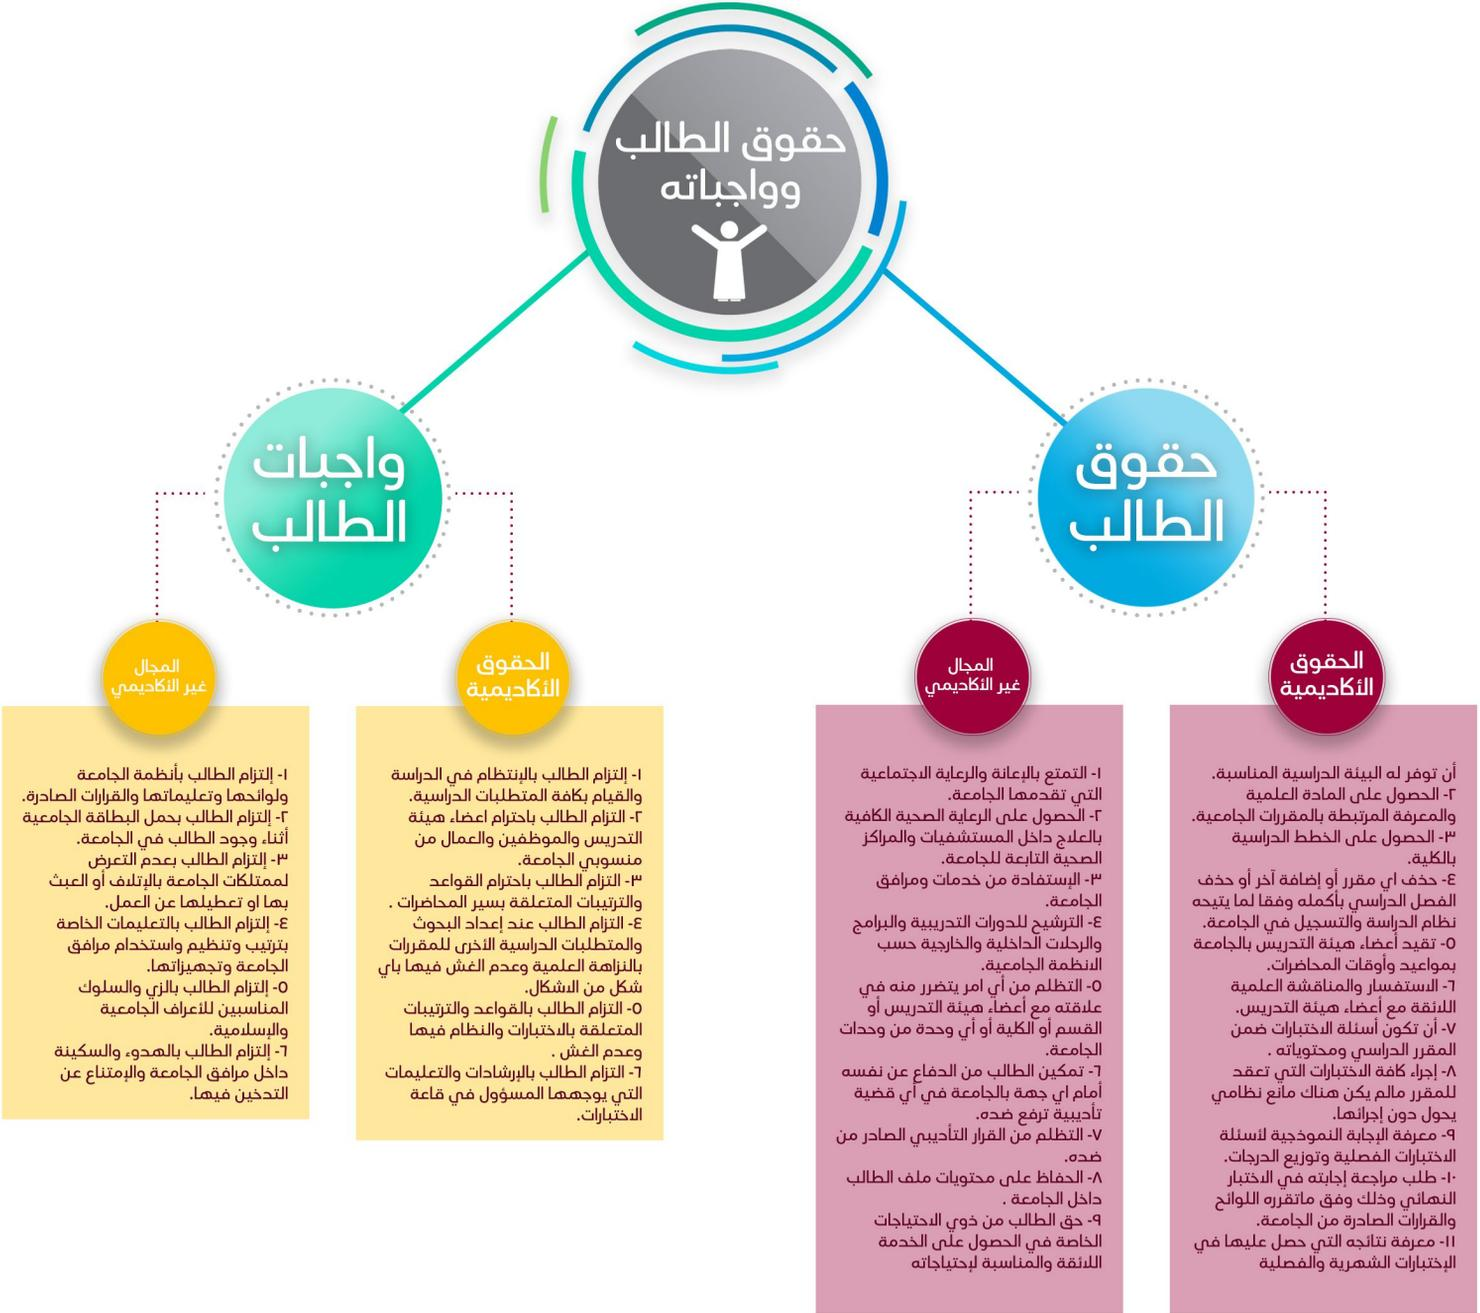 حقوق الطالب
وواجباته
حقوق
الطالب
الحقوق
الأكاديمية
أن توفر له البيئة الدراسية المناسبة.
٢- الحصول على المادة العلمية
والمعرفة المرتبطة بالمقررات الجامعية.
٣- الحصول على الخطط الدراسية
بالكلية.
٤- حذف اي مقرر أو إضافة آخر أو حذف
الفصل الدراسي بأكمله وفقا لما يتيحه
نظام الدراسة والتسجيل في الجامعة.
٥- تقيد أعضاء هيئة التدريس بالجامعة
بمواعيد وأوقات المحاضرات.
٦- الاستفسار والمناقشة العلمية
اللائقة مع أعضاء هيئة التدريس.
٧- أن تكون أسئلة الاختبارات ضمن
المقرر الدراسي ومحتوياته .
٨- إجراء كافة الاختبارات التي تعقد
للمقرر مالم يكن هناك مانع نظامي
يحول دون إجرائها.
٩- معرفة الإجابة النموذجية لأسئلة
الاختبارات الفصلية وتوزيع الدرجات.
١٠- طلب مراجعة إجابته في الاختبار
النهائي وذلك وفق ماتقرره اللوائح
والقرارات الصادرة من الجامعة.
١١- معرفة نتائجه التي حصل عليها في
الإختبارات الشهرية والفصلية
المجال
غير الأكاديمي
١- التمتع بالإعانة والرعاية الاجتماعية
التي تقدمها الجامعة.
٢- الحصول على الرعاية الصحية الكافية
بالعلاج داخل المستشفيات والمراكز
الصحية التابعة للجامعة.
٣- الإستفادة من خدمات ومرافق
الجامعة.
٤- الترشيح للدورات التدريبية والبرامج
والرحلات الداخلية والخارجية حسب
الانظمة الجامعية.
٥- التظلم من أي امر يتضرر منه في
علاقته مع أعضاء هيئة التدريس أو
القسم أو الكلية أو أي وحدة من وحدات
الجامعة.
٦- تمكين الطالب من الدفاع عن نفسه
أمام اي جهة بالجامعة في أي قضية
تأديبية ترفع ضده.
٧- التظلم من القرار التأديبي الصادر من
ضده.
٨- الحفاظ على محتويات ملف الطالب
داخل الجامعة .
٩- حق الطالب من ذوي الاحتياجات
الخاصة في الحصول على الخدمة
اللائقة والمناسبة لإحتياجاته
واجبات
الطالب
الحقوق
الأكاديمية
١- إلتزام الطالب بالإنتظام في الدراسة
والقيام بكافة المتطلبات الدراسية.
٢- التزام الطالب باحترام اعضاء هيئة
التدريس والموظفين والعمال من
منسوبي الجامعة.
٣- التزام الطالب باحترام القواعد
والترتيبات المتعلقة بسير المحاضرات .
٤- التزام الطالب عند إعداد البحوث
والمتطلبات الدراسية الأخرى للمقررات
بالنزاهة العلمية وعدم الغش فيها باي
شكل من الاشكال.
٥- التزام الطالب بالقواعد والترتيبات
المتعلقة بالاختبارات والنظام فيها
وعدم الغش .
٦- التزام الطالب بالإرشادات والتعليمات
التي يوجهها المسؤول في قاعة
الاختبارات.
المجال
غير الأكاديمي
١- إلتزام الطالب بأنظمة الجامعة
ولوائحها وتعليماتها والقرارات الصادرة.
٢- إلتزام الطالب بحمل البطاقة الجامعية
أثناء وجود الطالب في الجامعة.
٣- إلتزام الطالب بعدم التعرض
لممتلكات الجامعة بالإتلاف أو العبث
بها او تعطيلها عن العمل.
٤- إلتزام الطالب بالتعليمات الخاصة
بترتيب وتنظيم واستخدام مرافق
الجامعة وتجهيزاتها.
٥- إلتزام الطالب بالزي والسلوك
المناسبين للأعراف الجامعية
والإسلامية.
٦- إلتزام الطالب بالهدوء والسكينة
داخل مرافق الجامعة والإمتناع عن
التدخين فيها.